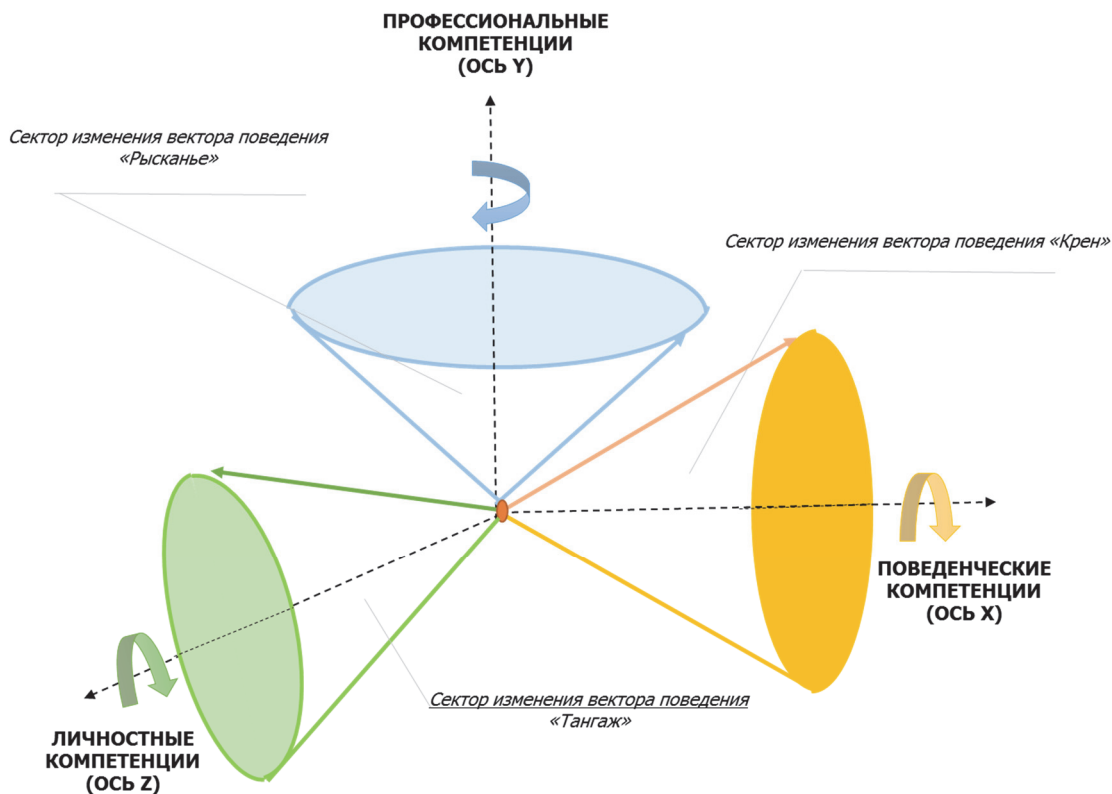 ПРОФЕССИОНАЛЬНЫЕ
КОМПЕТЕНЦИИ
(ОСЬ Y)
Сектор изменения вектора поведения
«Рысканье»
Сектор изменения вектора поведения «Крен»
ПОВЕДЕНЧЕСКИЕ
КОМПЕТЕНЦИИ
(ОСЬ X)
Сектор изменения вектора поведения
«Тангаж»
ЛИЧНОСТНЫЕ
КОМПЕТЕНЦИИ
(ОСЬ Z)